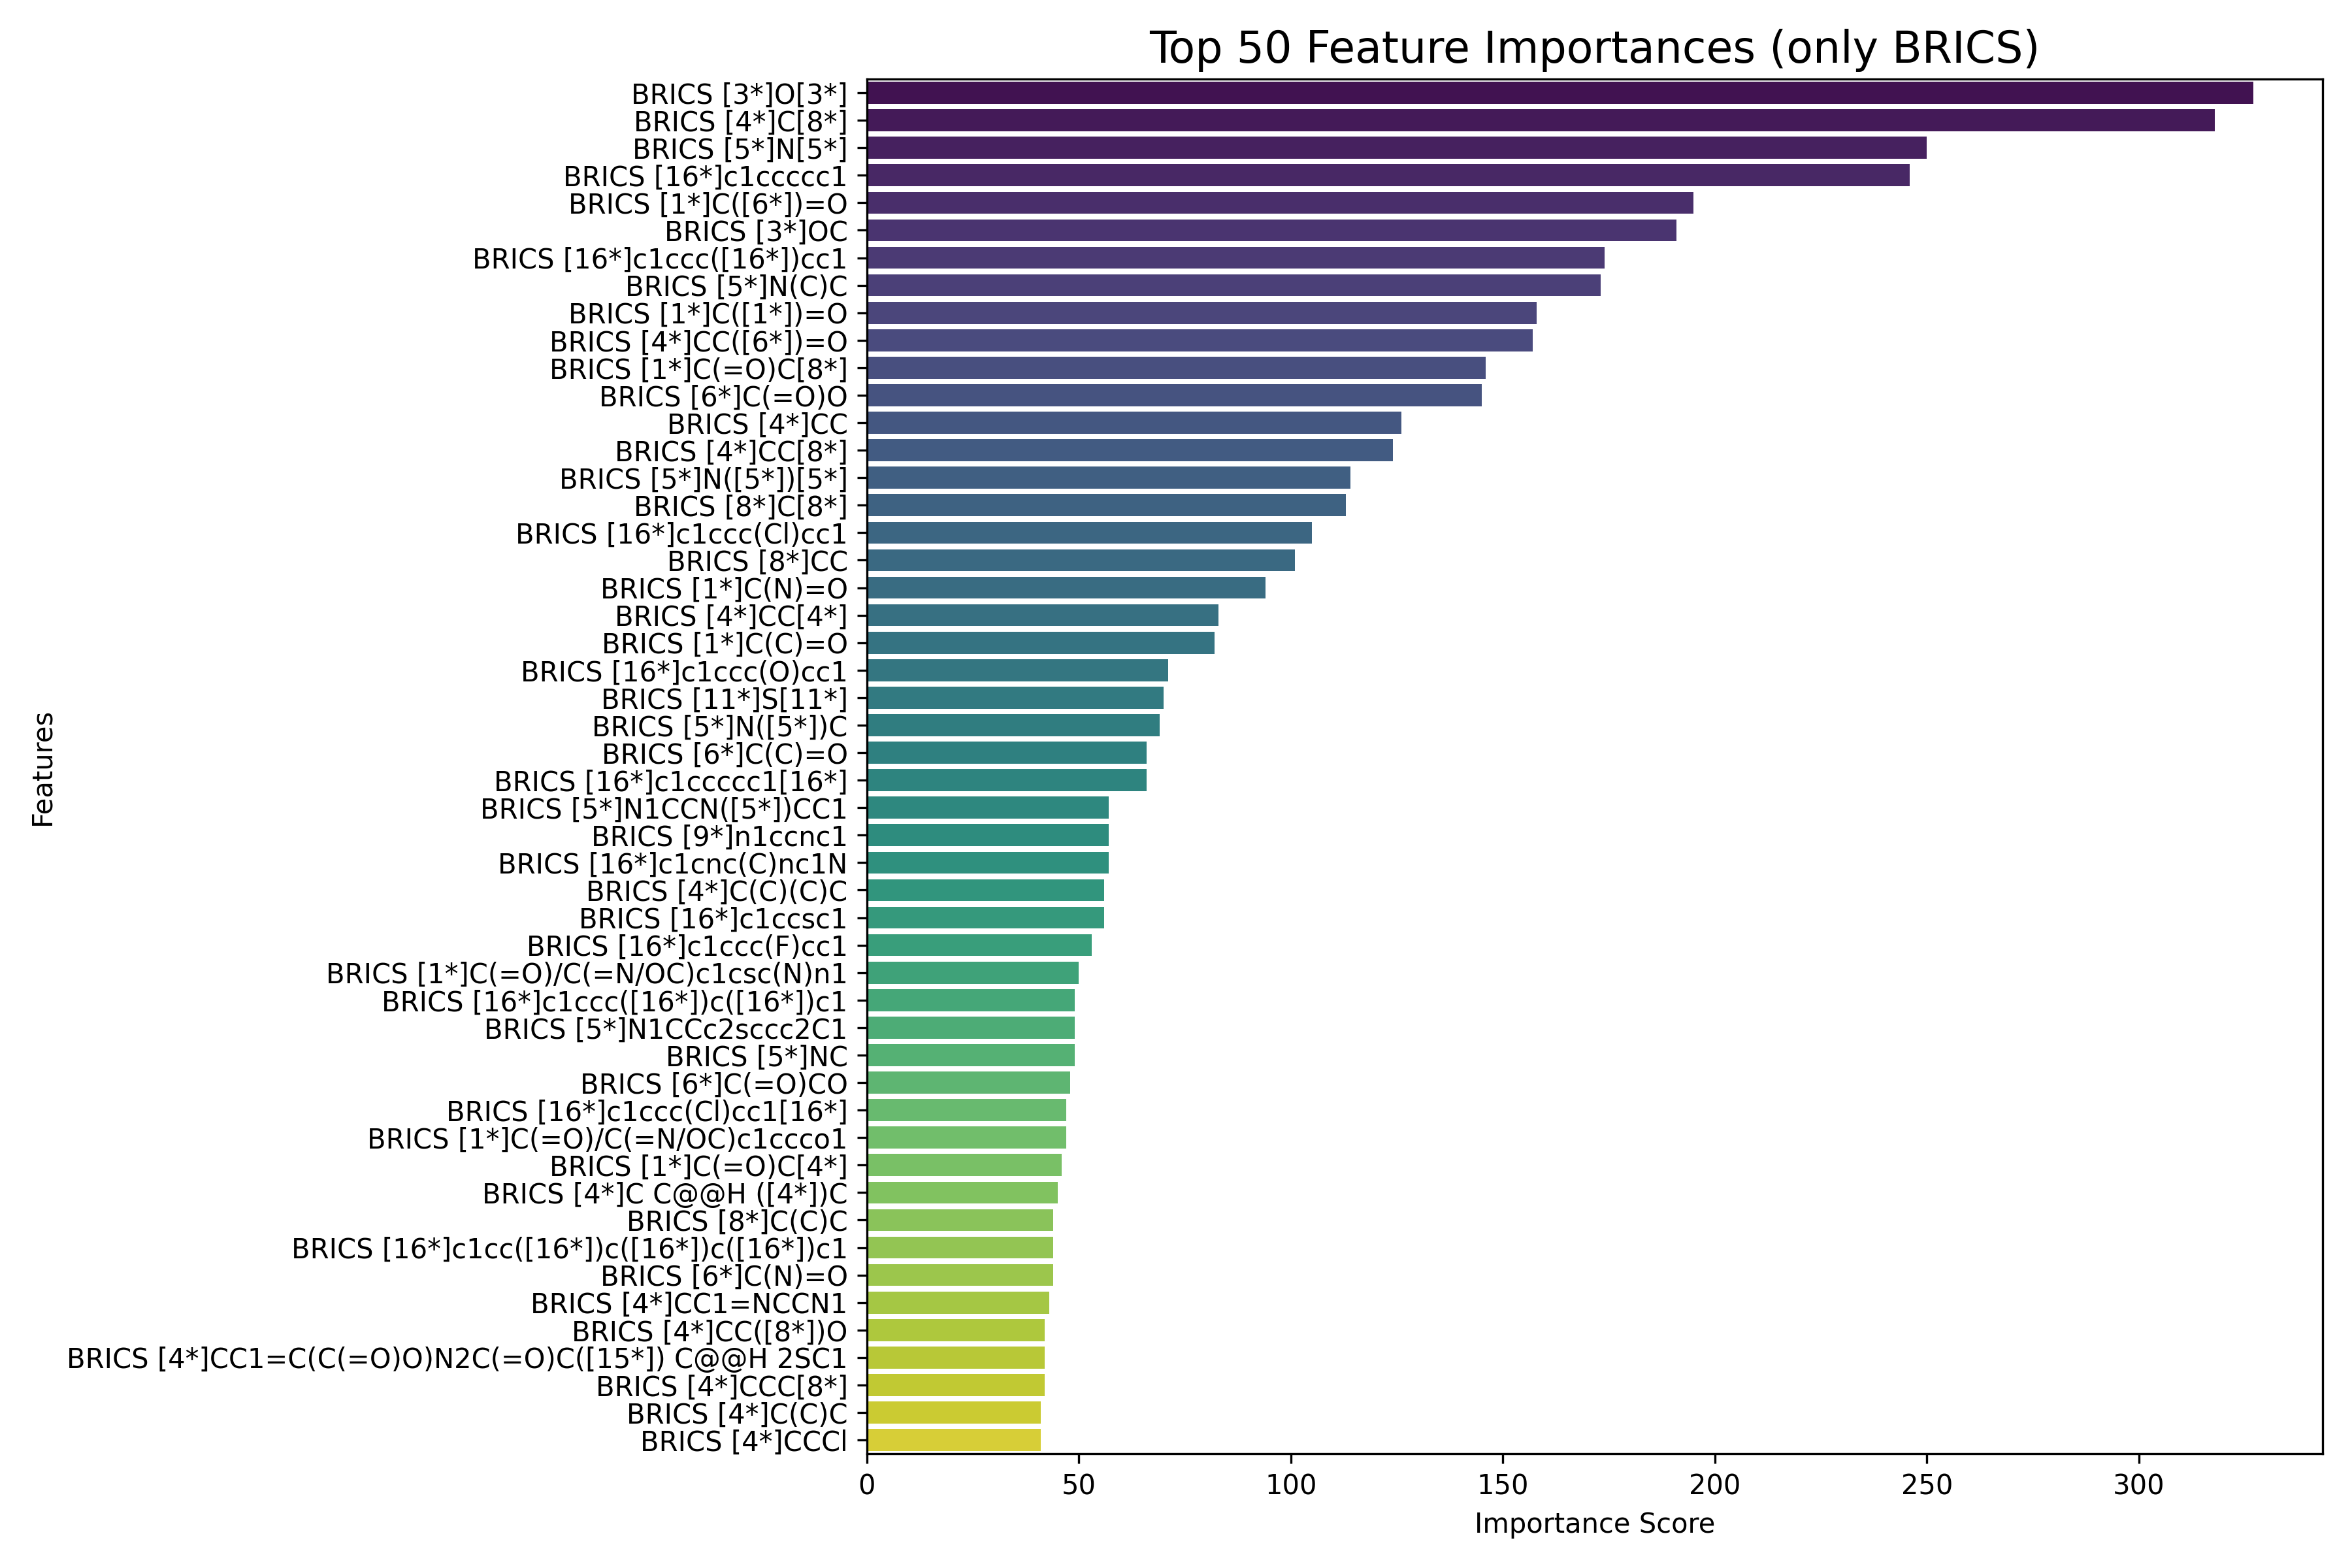 Top 50 Feature Importances (only BRICS)
BRICS [3*]O[3*]
BRICS [4*]C[8*]
BRICS [5*]N[5*]
BRICS [16*]c1ccccc1
BRICS [1*]C([6*])=O
BRICS [3*]OC
BRICS [16*]c1ccc([16*])cc1
BRICS [5*]N(C)C
BRICS [1*]C([1*])=O
BRICS [4*]CC([6*])=O
BRICS [1*]C(=O)C[8*]
BRICS [6*]C(=O)O
BRICS [4*]CC
BRICS [4*]CC[8*]
BRICS [5*]N([5*])[5*]
BRICS [8*]C[8*]
BRICS [16*]c1ccc(Cl)cc1
BRICS [8*]CC
BRICS [1*]C(N)=O
BRICS [4*]CC[4*]
BRICS [1*]C(C)=O
BRICS [16*]c1ccc(O)cc1
BRICS [11*]S[11*]
BRICS [5*]N([5*])C
BRICS [6*]C(C)=O
BRICS [16*]c1ccccc1[16*]
BRICS [5*]N1CCN([5*])CC1
BRICS [9*]n1ccnc1
BRICS [16*]c1cnc(C)nc1N
BRICS [4*]C(C)(C)C
BRICS [16*]c1ccsc1
BRICS [16*]c1ccc(F)cc1
BRICS [1*]C(=O)/C(=N/OC)c1csc(N)n1
BRICS [16*]c1ccc([16*])c([16*])c1
BRICS [5*]N1CCc2sccc2C1
BRICS [5*]NC
BRICS [6*]C(=O)CO
BRICS [16*]c1ccc(Cl)cc1[16*]
BRICS [1*]C(=O)/C(=N/OC)c1ccco1
BRICS [1*]C(=O)C[4*]
BRICS [4*]C C@@H ([4*])C
BRICS [8*]C(C)C
BRICS [16*]c1cc([16*])c([16*])c([16*])c1
BRICS [6*]C(N)=O
BRICS [4*]CC1=NCCN1
BRICS [4*]CC([8*])O
BRICS [4*]CC1=C(C(=O)O)N2C(=O)C([15*]) C@@H 2SC1
BRICS [4*]CCC[8*]
BRICS [4*]C(C)C
BRICS [4*]CCCl
Features
0 50 100 150 200 250 300
Importance Score